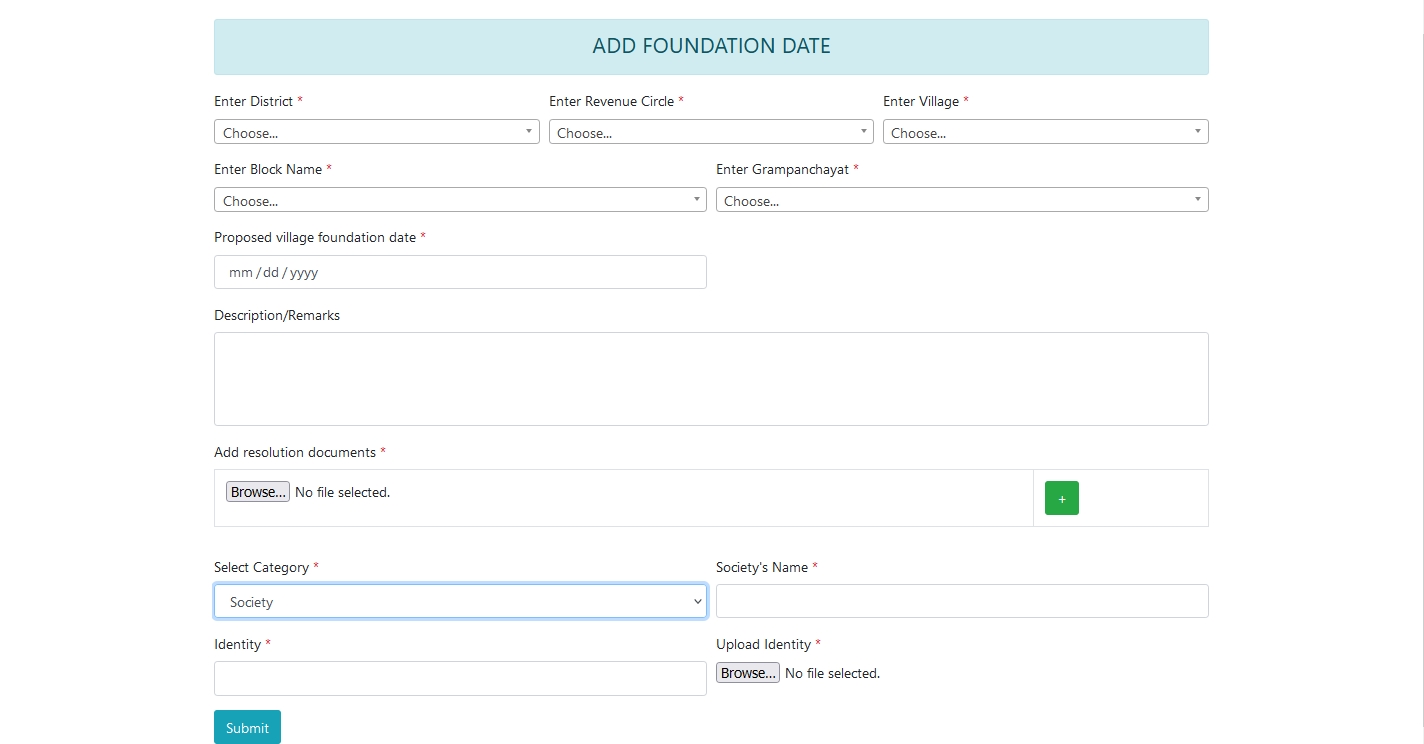 ADD FOUNDATION DATE
Enter District * Enter Revenue Circle * Enter Village *
Choose... Choose... Choose...
Enter Block Name * Enter Grampanchayat *
Choose... Choose...
Proposed village foundation date *
mm/dd/yyyy
Description/Remarks
Add resolution documents *
Browse... No file selected. +
Select Category * Society's Name *
Society
Identity * Upload Identity *
Browse... No file selected.
Submit